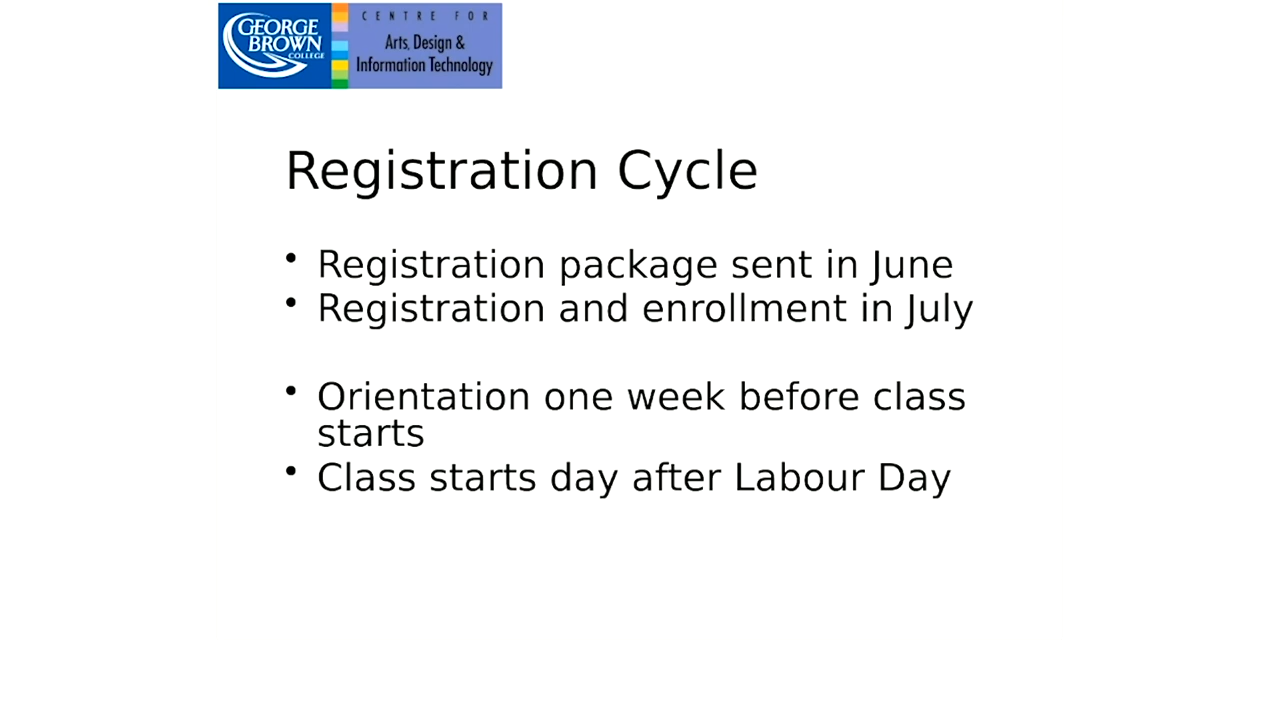 GEORGE
BROWN
COLLEGE
CENTRE FOR
Arts, Design &
Information Technology
Registration Cycle
• Registration package sent in June
• Registration and enrollment in July
• Orientation one week before class
starts
• Class starts day after Labour Day